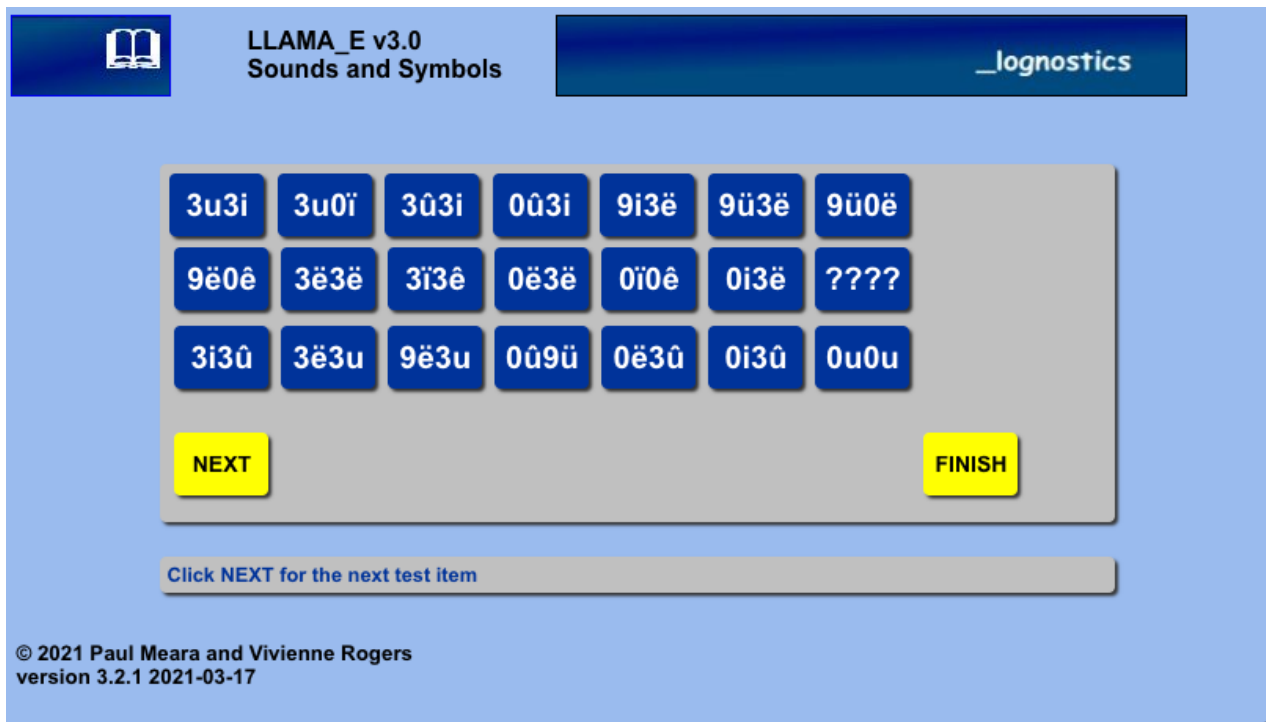 LLAMA_E v3.0
Sounds and Symbols
_lognostics
3u3i 3u0ï 3û3i 0û3i 9i3ë 9ü3ë 9ü0ë
9ë0ê 3ë3ë 3ï3ê 0ë3ë 0ï0ê 0i3ë ????
3i3û 3ë3u 9ë3u 0û9ü 0ë3û 0i3û 0u0u
NEXT FINISH
Click NEXT for the next test item
© 2021 Paul Meara and Vivienne Rogers
version 3.2.1 2021-03-17